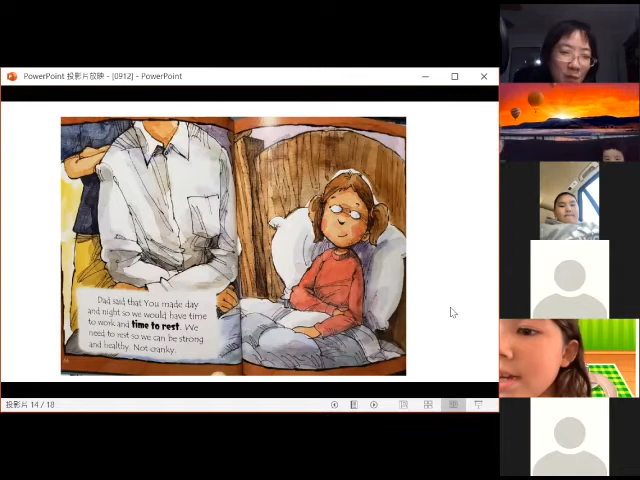 PowerPoint 投影片放映 - [0912] - PowerPoint
Dad said that You made day
and night so we would have time
to work and time to rest. We
need to rest so we can be strong
and healthy. Not cranky.
投影片 14 / 18